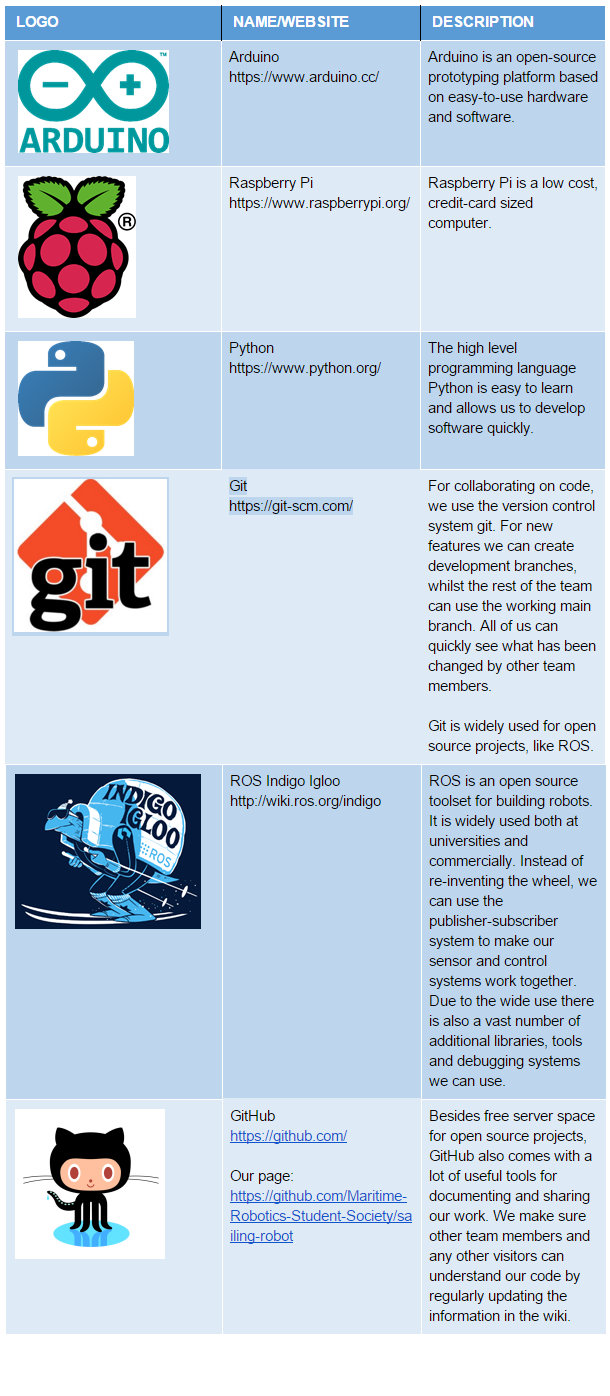 LOGO NAME/WEBSITE DESCRIPTION
™
ARDUINO
Arduino
https://www.arduino.cc/
Arduino is an open-source
prototyping platform based
on easy-to-use hardware
and software.
®
Raspberry Pi
https://www.raspberrypi.org/
Raspberry Pi is a low cost,
credit-card sized
computer.
Python
https://www.python.org/
The high level
programming language
Python is easy to learn
and allows us to develop
software quickly.
git
Git
https://git-scm.com/
For collaborating on code,
we use the version control
system git. For new
features we can create
development branches,
whilst the rest of the team
can use the working main
branch. All of us can
quickly see what has been
changed by other team
members.
Git is widely used for open
source projects, like ROS.
INDIGO
IGLOO
ROS
ROS Indigo Igloo
http://wiki.ros.org/indigo
ROS is an open source
toolset for building robots.
It is widely used both at
universities and
commercially. Instead of
re-inventing the wheel, we
can use the
publisher-subscriber
system to make our
sensor and control
systems work together.
Due to the wide use there
is also a vast number of
additional libraries, tools
and debugging systems
we can use.
GitHub
https://github.com/
Our page:
https://github.com/Maritime-
Robotics-Student-Society/sa
iling-robot
Besides free server space
for open source projects,
GitHub also comes with a
lot of useful tools for
documenting and sharing
our work. We make sure
other team members and
any other visitors can
understand our code by
regularly updating the
information in the wiki.